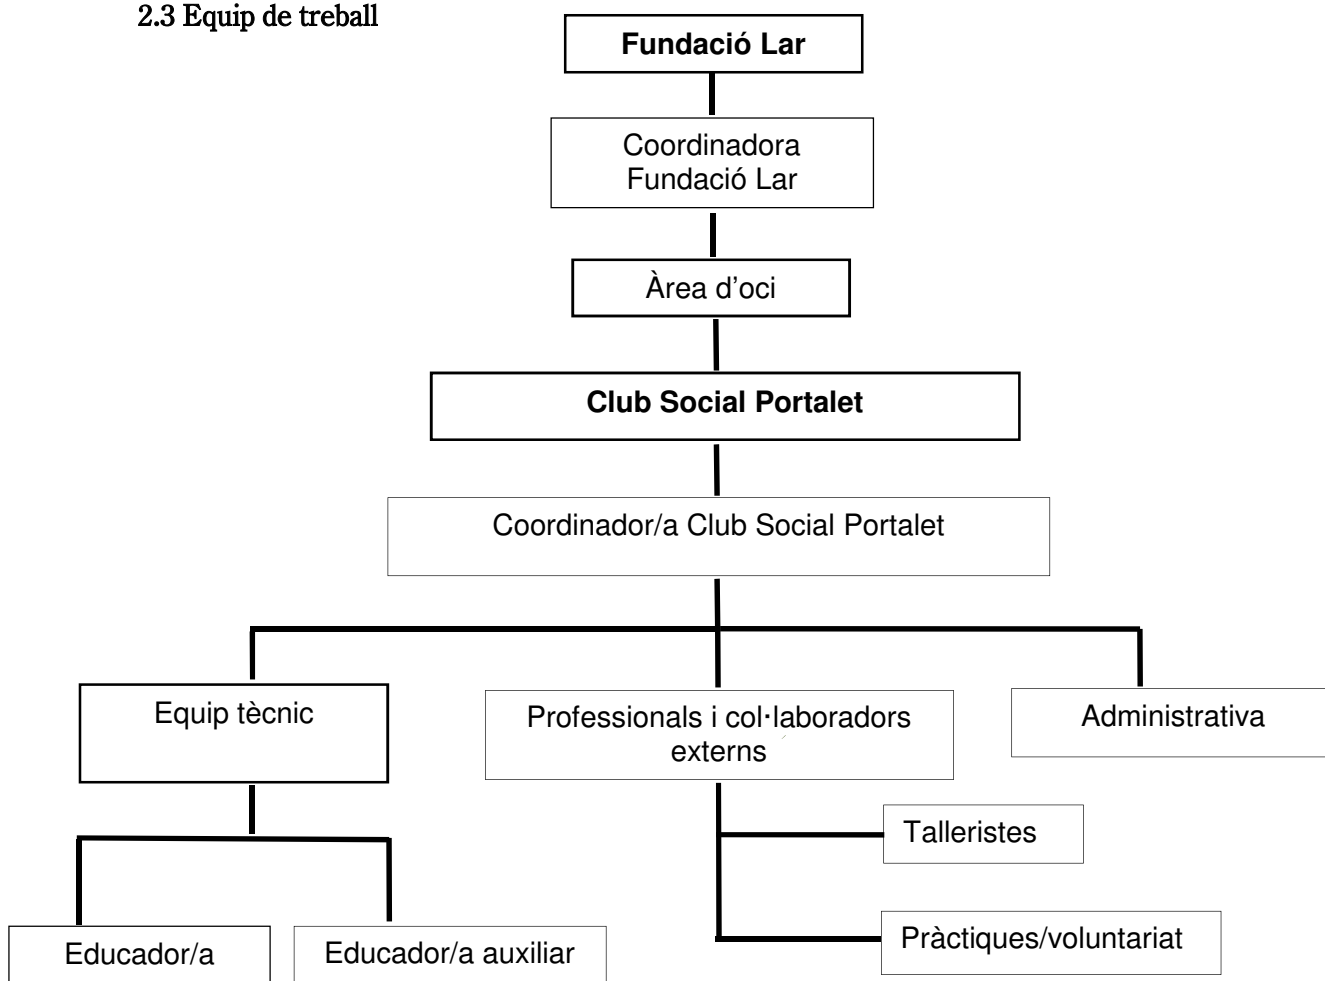 2.3 Equip de treball
Fundació Lar
Coordinadora
Fundació Lar
Àrea d’oci
Club Social Portalet
Coordinador/a Club Social Portalet
Equip tècnic
Professionals i col·laboradors
externs
Administrativa
Talleristes
Pràctiques/voluntariat
Educador/a
Educador/a auxiliar